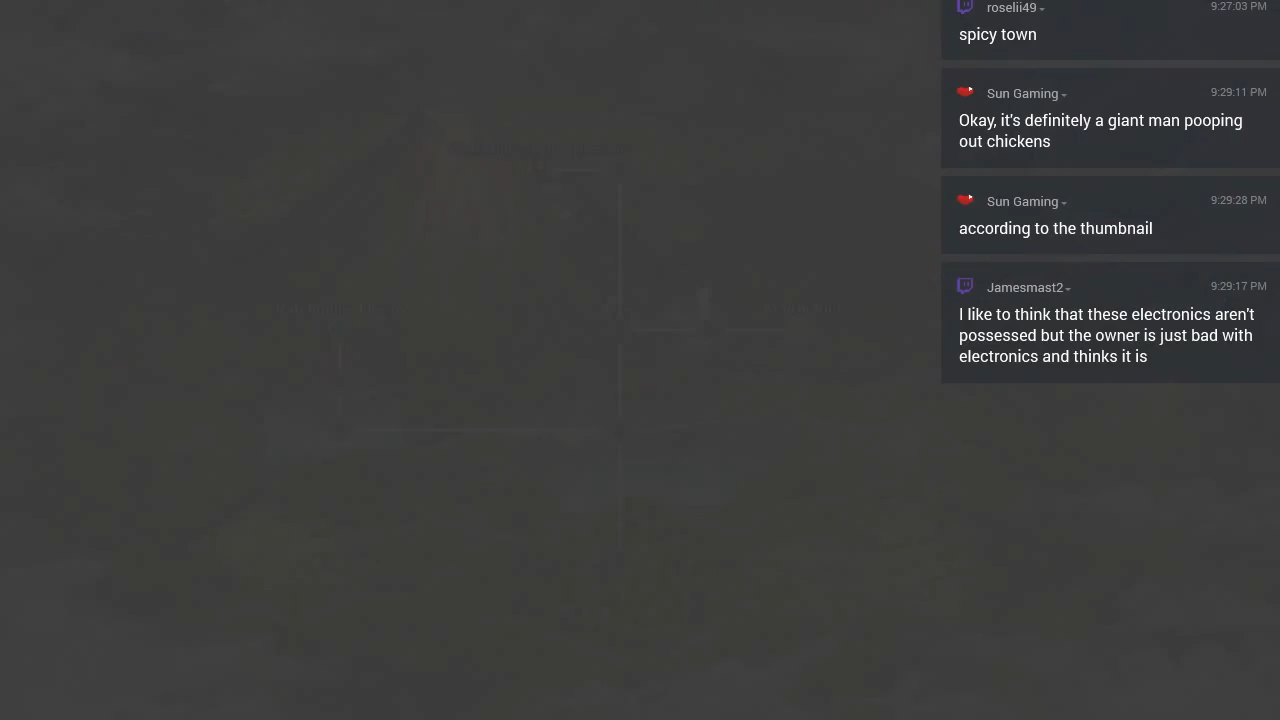 roselii49
9:27:03 PM
spicy town
Sun Gaming
9:29:11 PM
Okay, it's definitely a giant man pooping
out chickens
Sun Gaming
9:29:28 PM
according to the thumbnail
Jamesmast2
9:29:17 PM
I like to think that these electronics aren't
possessed but the owner is just bad with
electronics and thinks it is